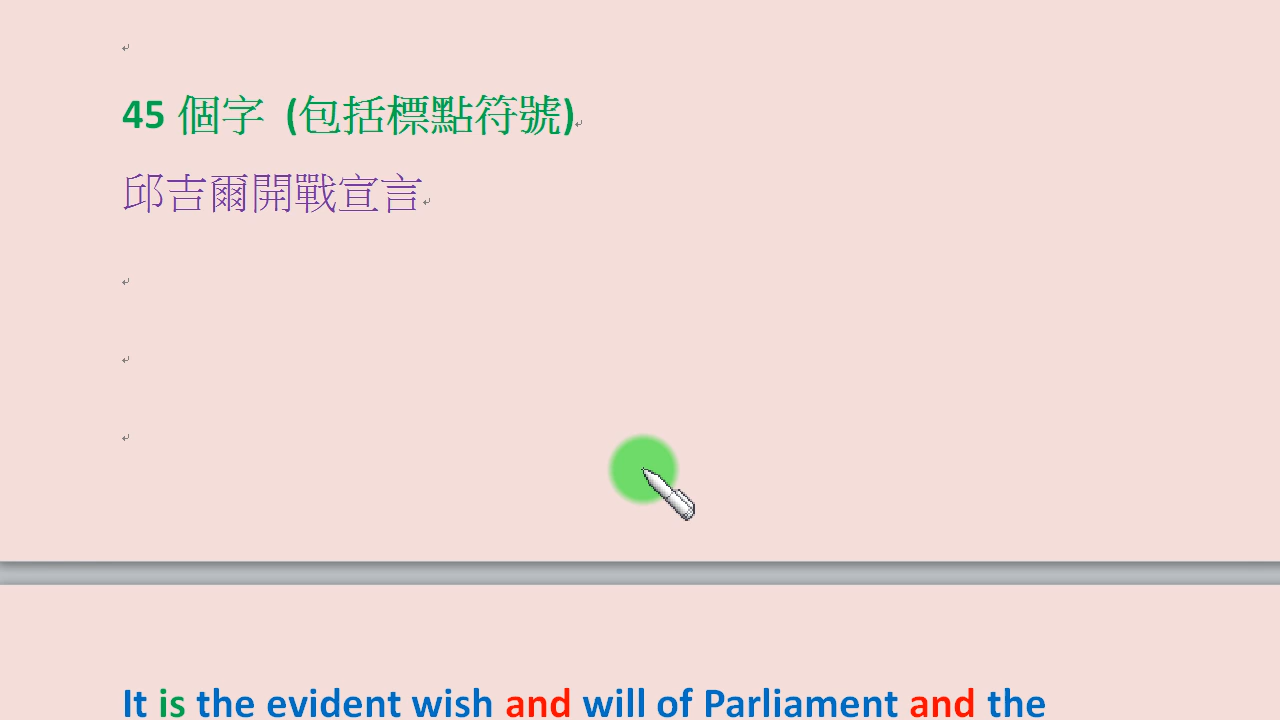 45 個字 (包括標點符號)
邱吉爾開戰宣言
It is the evident wish and will of Parliament and the